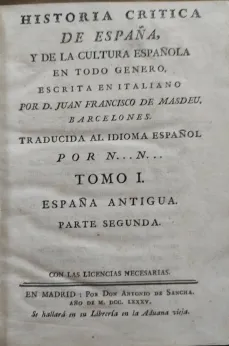 HISTORIA CRITICA
DE ESPAÑA,
Y DE LA CULTURA ESPAÑOLA
EN TODO GENERO,
ESCRITA EN ITALIANO
POR D. JUAN FRANCISCO DE MASDEU,
BARCELONES.
TRADUCIDA AL IDIOMA ESPAÑOL
POR N...N...
TOMO I.
ESPAÑA ANTIGUA.
PARTE SEGUNDA.
CON LAS LICENCIAS NECESARIAS.
EN MADRID: POR DON ANTONIO DE SANCHA.
AÑO DE M. DCC. LXXXV.
Se hallará en su Librería en la Aduana vieja.